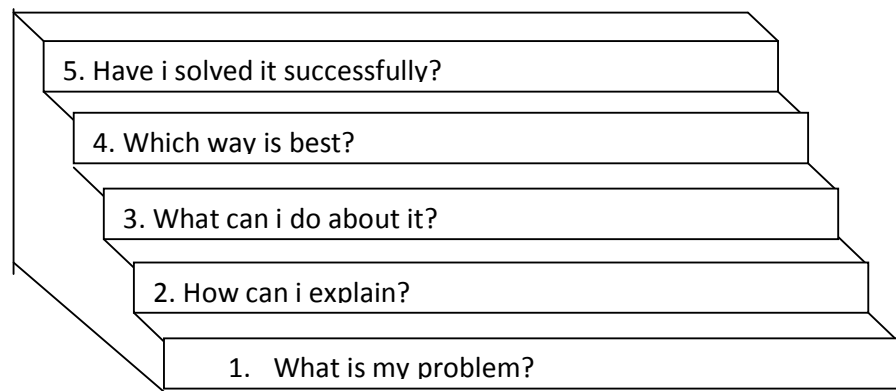 5. Have i solved it successfully?
4. Which way is best?
3. What can i do about it?
2. How can i explain?
1. What is my problem?